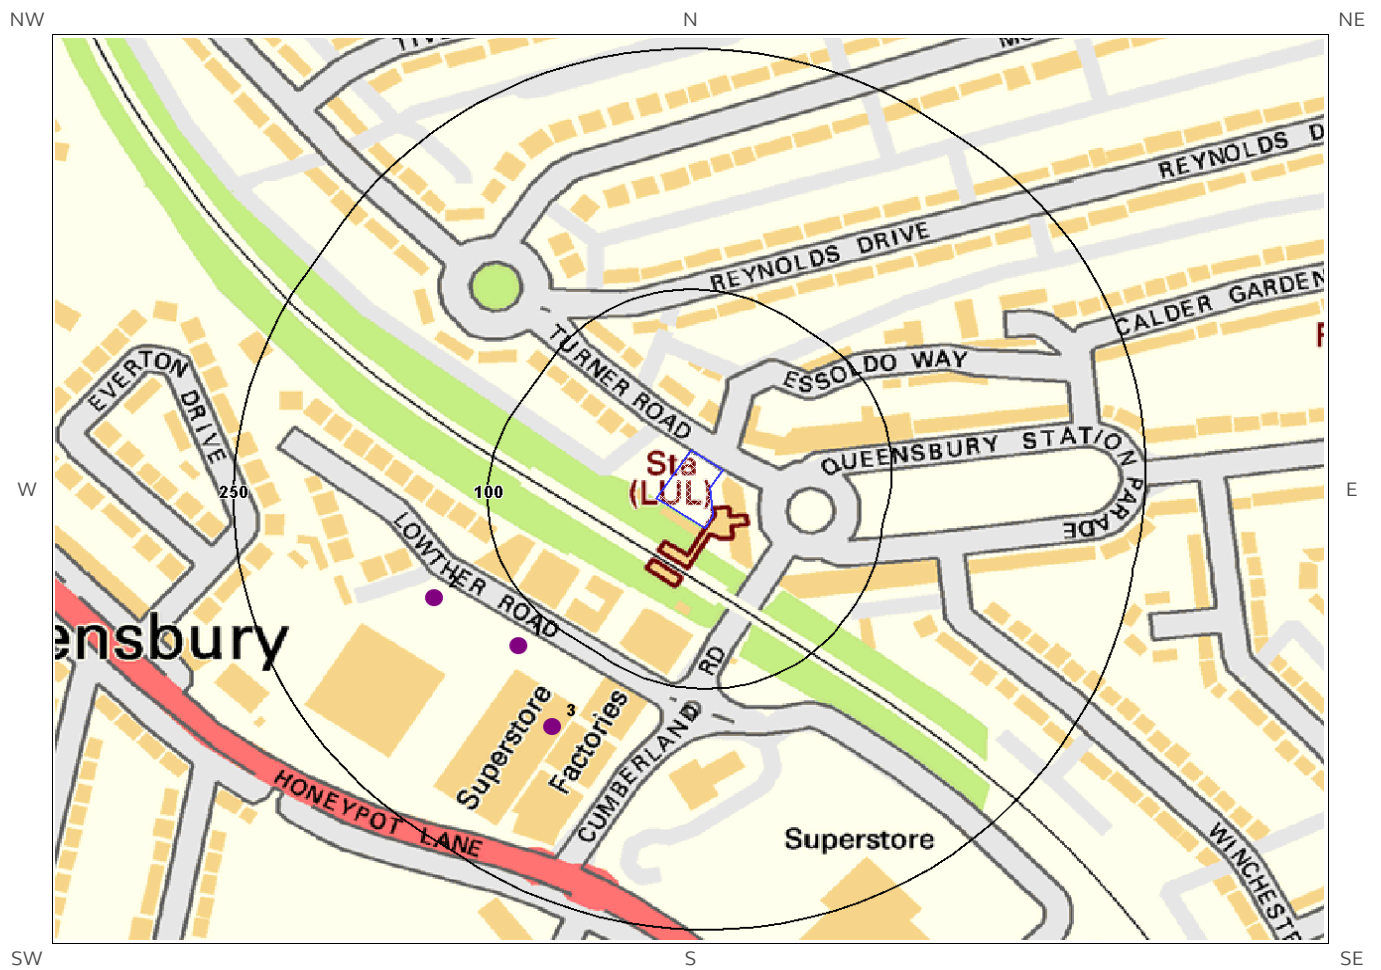 NW
N
NE
REYNOLDS D
REYNOLDS DRIVE
CALDER GARDEN
TURNER ROAD
ESSOLDO WAY
EVERTON DRIVE
QUEENSBURY STATION PARADE
Sta
(LUL)
W
250
100
E
LOWTHER ROAD
ensbury
RD
CUMBERLAND
3
Superstore
Factories
HONEYPOT LANE
Superstore
WINCHESTE
SW
S
SE